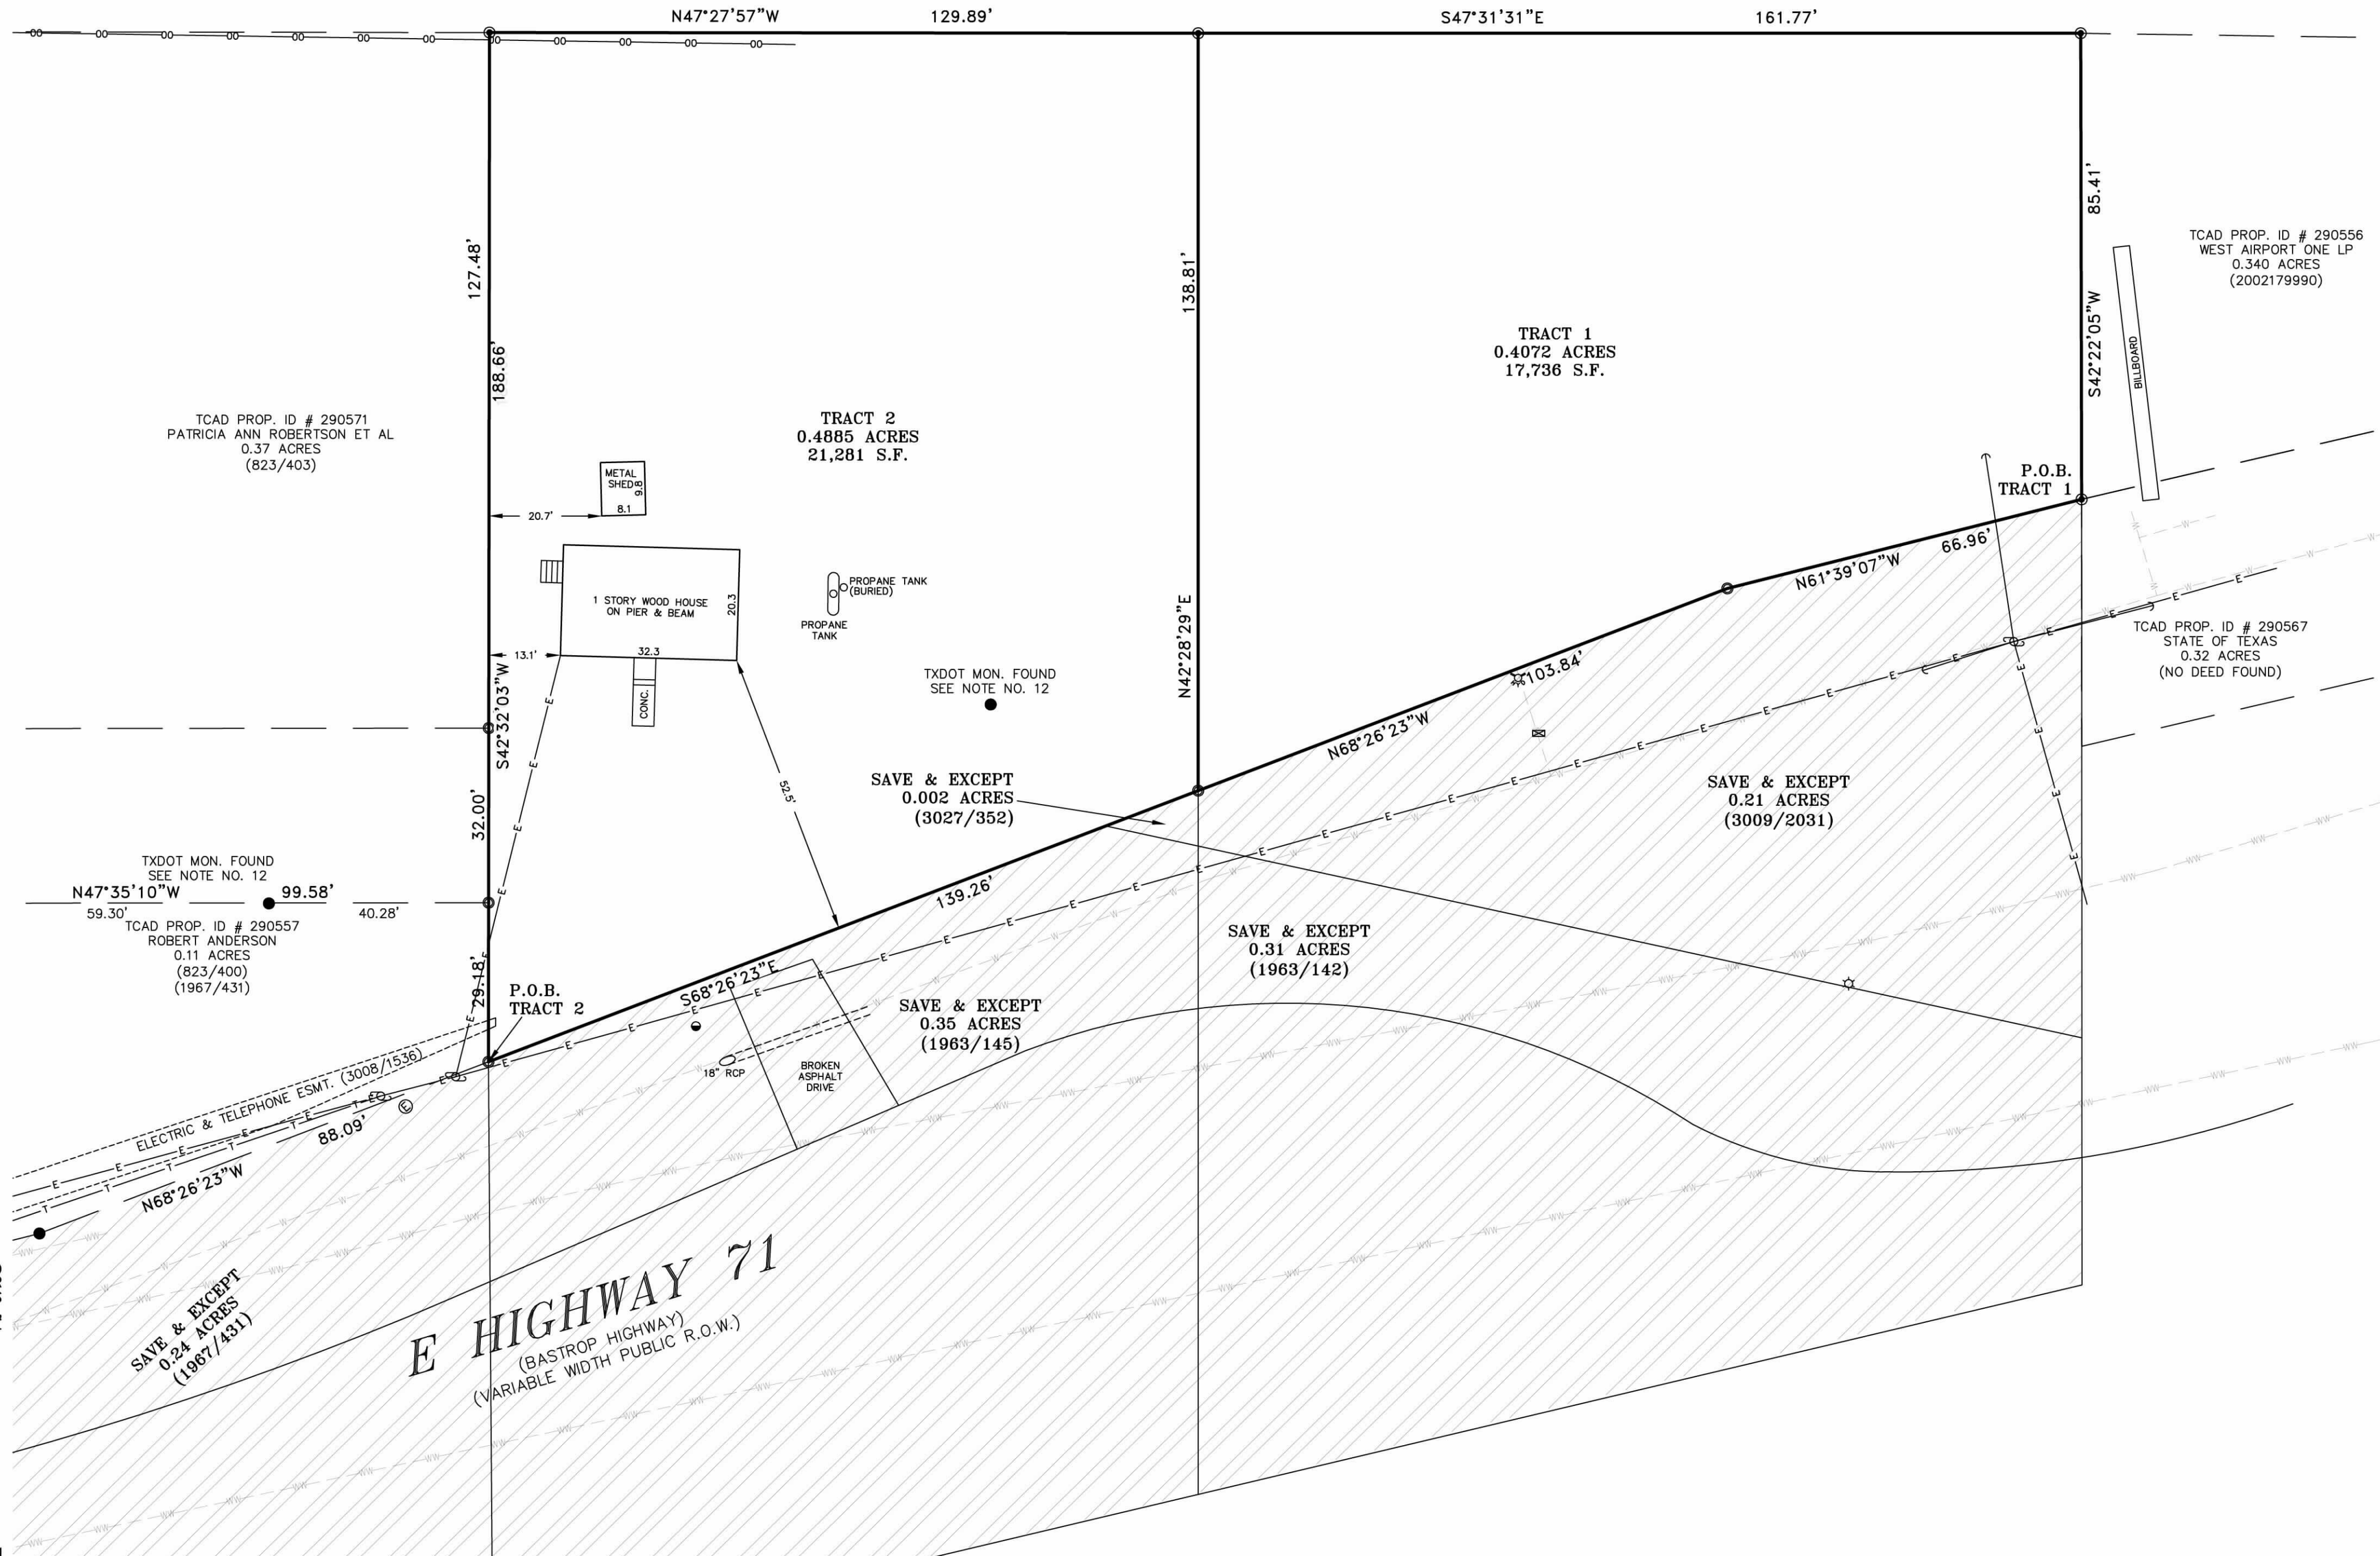 N47°27'57"W 129.89' S47°31'31"E 161.77'
127.48'
188.66'
138.81'
85.41'
S42°22'05"W
BILLBOARD
TCAD PROP. ID # 290556
WEST AIRPORT ONE LP
0.340 ACRES
(2002179990)
TRACT 1
0.4072 ACRES
17,736 S.F.
TCAD PROP. ID # 290571
PATRICIA ANN ROBERTSON ET AL
0.37 ACRES
(823/403)
TRACT 2
0.4885 ACRES
21,281 S.F.
METAL
SHED
9.8
8.1
20.7'
P.O.B.
TRACT 1
1 STORY WOOD HOUSE
ON PIER & BEAM
20.3
32.3
13.1'
CONC.
PROPANE TANK
(BURIED)
PROPANE
TANK
66.96'
N61°39'07"W
N42°28'29"E
TCAD PROP. ID # 290567
STATE OF TEXAS
0.32 ACRES
(NO DEED FOUND)
TXDOT MON. FOUND
SEE NOTE NO. 12
103.84'
N68°26'23"W
S42°32'03"W
32.00'
52.5'
SAVE & EXCEPT
0.002 ACRES
(3027/352)
SAVE & EXCEPT
0.21 ACRES
(3009/2031)
TXDOT MON. FOUND
SEE NOTE NO. 12
N47°35'10"W 99.58'
59.30' 40.28'
TCAD PROP. ID # 290557
ROBERT ANDERSON
0.11 ACRES
(823/400)
(1967/431)
139.26'
S68°26'23"E
SAVE & EXCEPT
0.31 ACRES
(1963/142)
29.18'
P.O.B.
TRACT 2
SAVE & EXCEPT
0.35 ACRES
(1963/145)
18" RCP
BROKEN
ASPHALT
DRIVE
ELECTRIC & TELEPHONE ESMT. (3008/1536)
88.09'
N68°26'23"W
SAVE & EXCEPT
0.24 ACRES
(1967/431)
E HIGHWAY 71
(BASTROP HIGHWAY)
(VARIABLE WIDTH PUBLIC R.O.W.)